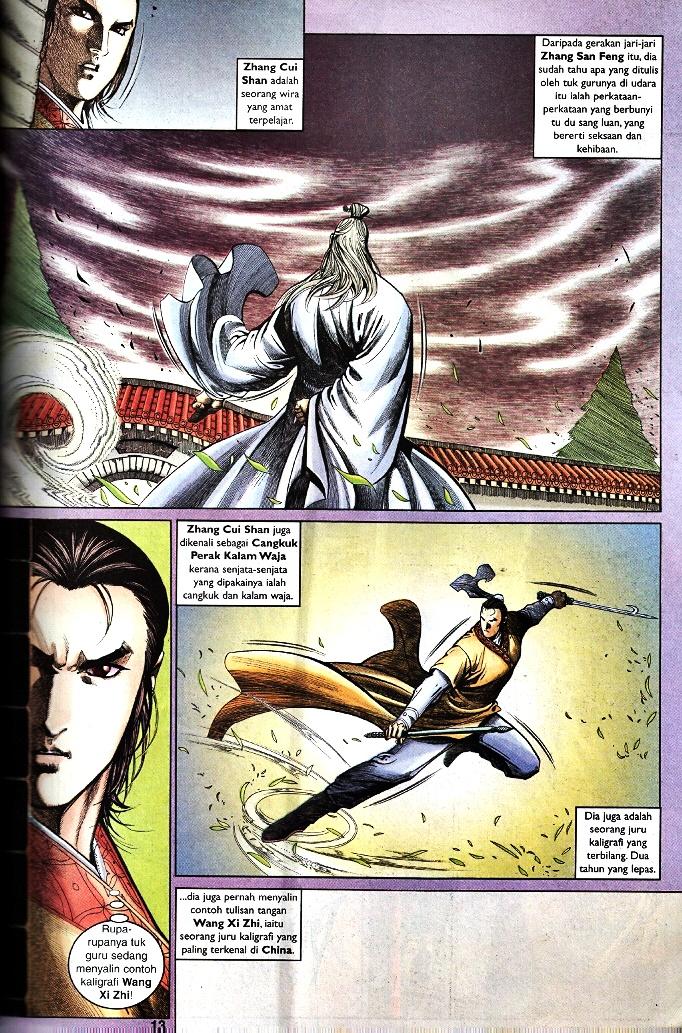 Zhang Cui
Shan adalah
seorang wira
yang amat
terpelajar.
Daripada gerakan jari-jari
Zhang San Feng itu, dia
sudah tahu apa yang ditulis
oleh tuk gurunya di udara
itu ialah perkataan-
perkataan yang berbunyi
tu du sang luan, yang
bererti seksaan dan
kehibaan.
Zhang Cui Shan juga
dikenali sebagai Cangkuk
Perak Kalam Waja
kerana senjata-senjata
yang dipakainya ialah
cangkuk dan kalam waja.
Dia juga adalah
seorang juru
kaligrafi yang
terbilang. Dua
tahun yang lepas.
...dia juga pernah menyalin
contoh tulisan tangan
Wang Xi Zhi, iaitu
seorang juru kaligrafi yang
paling terkenal di China.
Rupa-
rupanya tuk
guru sedang
menyalin contoh
kaligrafi Wang
Xi Zhi!
13